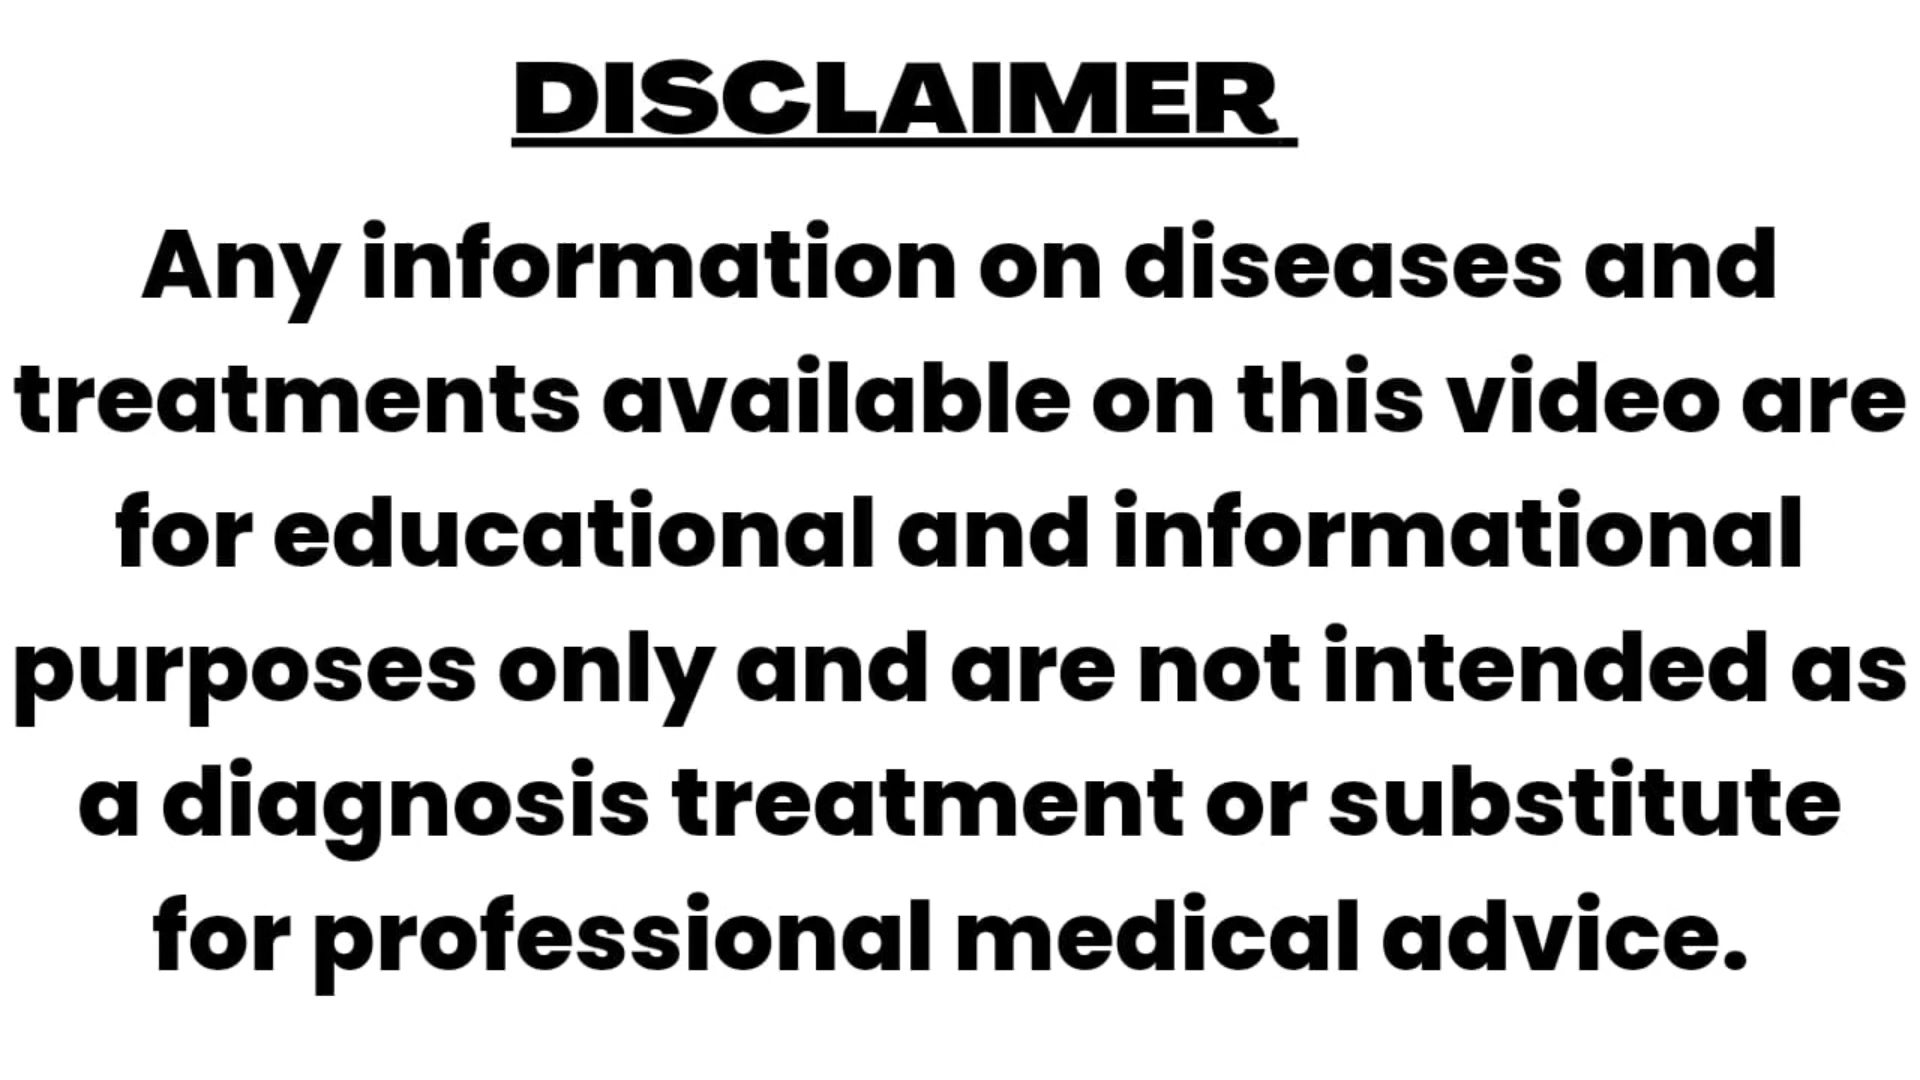 DISCLAIMER
Any information on diseases and
treatments available on this video are
for educational and informational
purposes only and are not intended as
a diagnosis treatment or substitute
for professional medical advice.